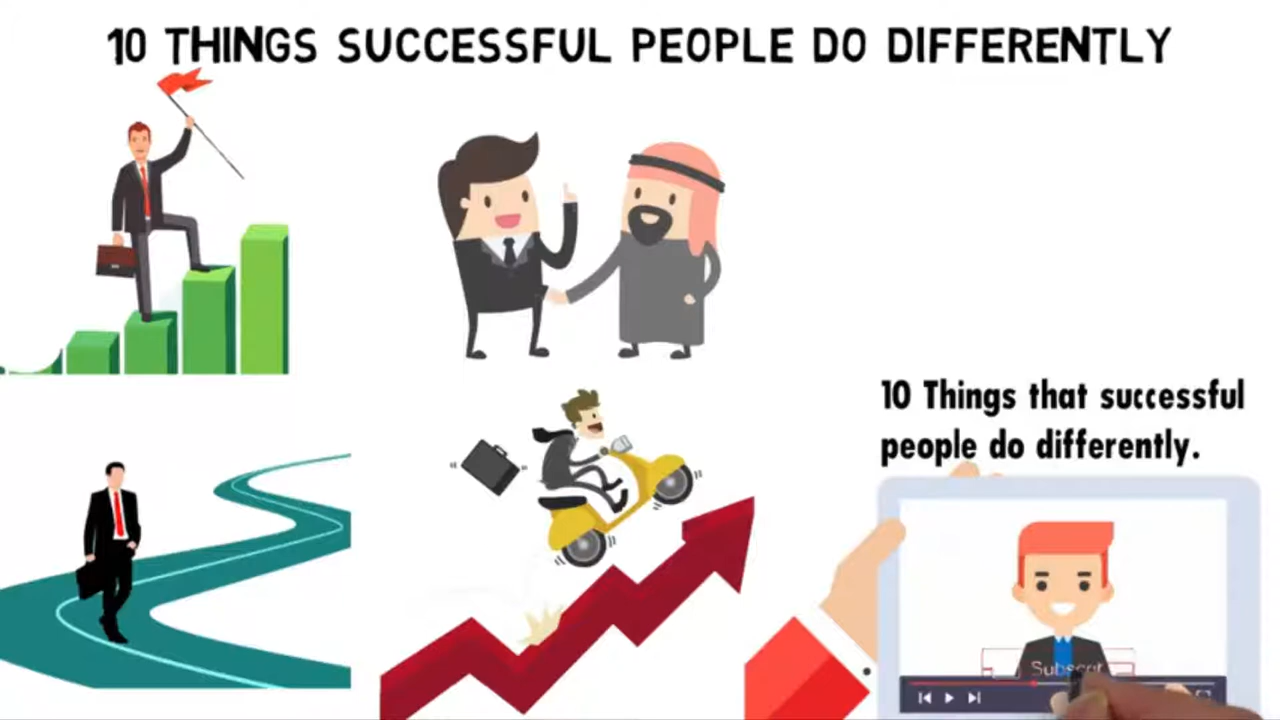 10 THINGS SUCCESSFUL PEOPLE DO DIFFERENTLY
10 Things that successful
people do differently.